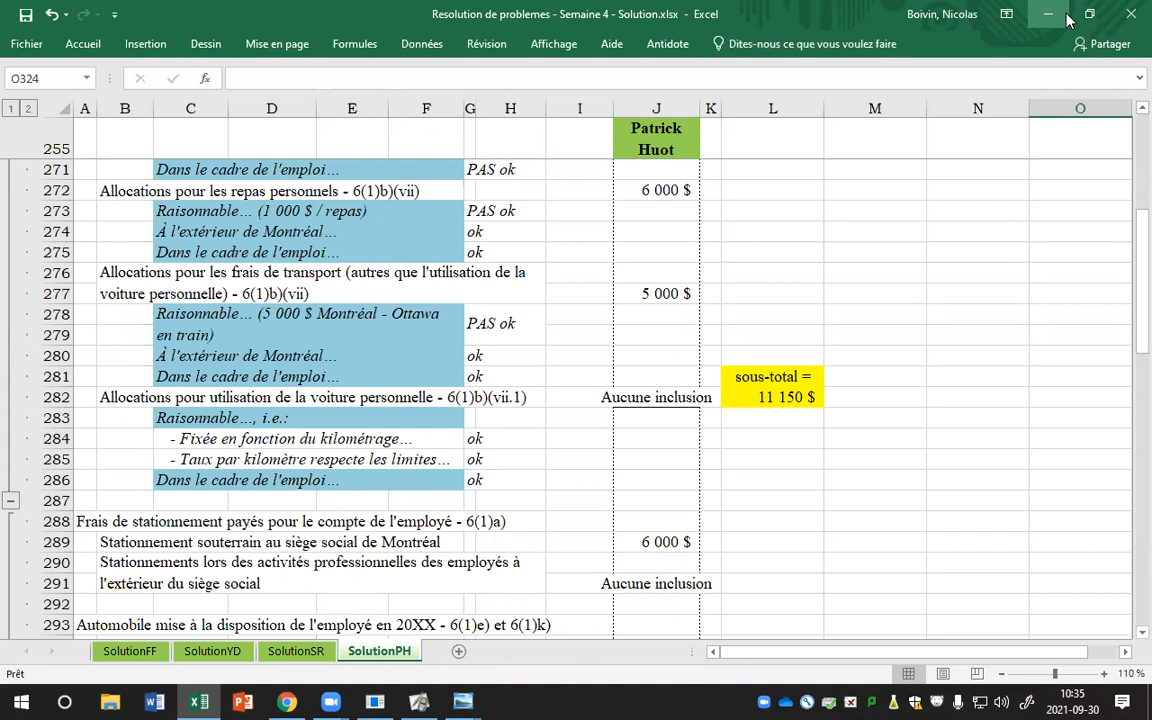 Resolution de problemes - Semaine 4 - Solution.xlsx - Excel
Boivin, Nicolas
Fichier Accueil Insertion Dessin Mise en page Formules Données Révision Affichage Aide Antidote Dites-nous ce que vous voulez faire Partager
O324 fx
1 2 A B C D E F G H I J K L M N O
255 Patrick
Huot
271 Dans le cadre de l'emploi… PAS ok
272 Allocations pour les repas personnels - 6(1)b)(vii) 6 000 $
273 Raisonnable… (1 000 $ / repas) PAS ok
274 À l'extérieur de Montréal… ok
275 Dans le cadre de l'emploi… ok
276 Allocations pour les frais de transport (autres que l'utilisation de la
277 voiture personnelle) - 6(1)b)(vii) 5 000 $
278 Raisonnable… (5 000 $ Montréal - Ottawa
279 en train) PAS ok
280 À l'extérieur de Montréal… ok
281 Dans le cadre de l'emploi… ok sous-total =
282 Allocations pour utilisation de la voiture personnelle - 6(1)b)(vii.1) Aucune inclusion 11 150 $
283 Raisonnable…, i.e.:
284 - Fixée en fonction du kilométrage… ok
285 - Taux par kilomètre respecte les limites… ok
286 Dans le cadre de l'emploi… ok
287
288 Frais de stationnement payés pour le compte de l'employé - 6(1)a)
289 Stationnement souterrain au siège social de Montréal 6 000 $
290 Stationnements lors des activités professionnelles des employés à
291 l'extérieur du siège social Aucune inclusion
292
293 Automobile mise à la disposition de l'employé en 20XX - 6(1)e) et 6(1)k)
SolutionFF SolutionYD SolutionSR SolutionPH
Prêt 110 %
10:35
2021-09-30